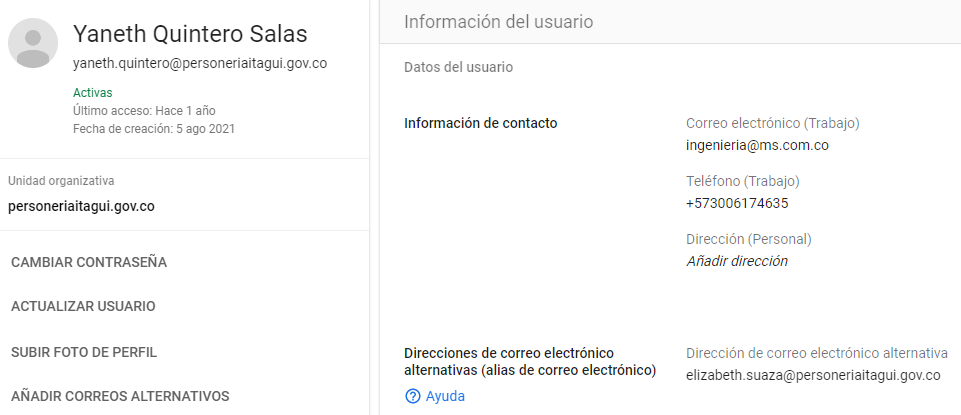 Yaneth Quintero Salas
yaneth.quintero@personeriaitagui.gov.co
Activas
Último acceso: Hace 1 año
Fecha de creación: 5 ago 2021
Unidad organizativa
personeriaitagui.gov.co
CAMBIAR CONTRASEÑA
ACTUALIZAR USUARIO
SUBIR FOTO DE PERFIL
AÑADIR CORREOS ALTERNATIVOS
Información del usuario
Datos del usuario
Información de contacto
Correo electrónico (Trabajo)
ingenieria@ms.com.co
Teléfono (Trabajo)
+573006174635
Dirección (Personal)
Añadir dirección
Direcciones de correo electrónico
alternativas (alias de correo electrónico)
Ayuda
Dirección de correo electrónico alternativa
elizabeth.suaza@personeriaitagui.gov.co